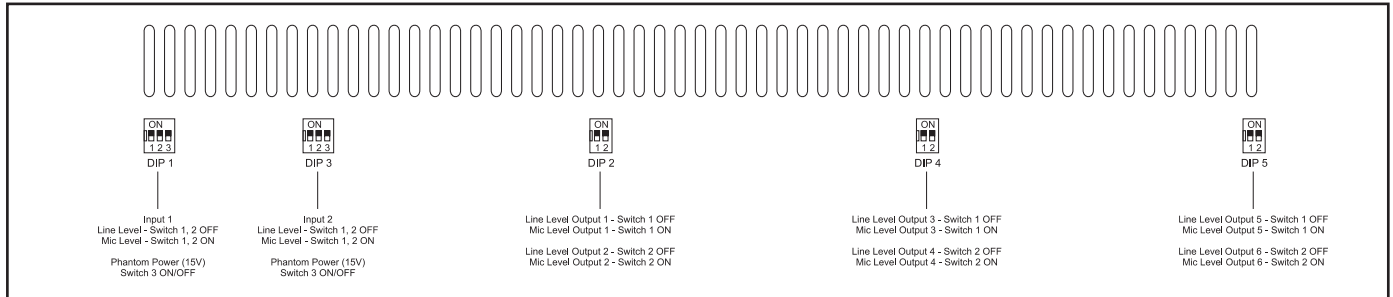 ON
1 2 3
DIP 1
Input 1
Line Level - Switch 1, 2 OFF
Mic Level - Switch 1, 2 ON
Phantom Power (15V)
Switch 3 ON/OFF
ON
1 2 3
DIP 3
Input 2
Line Level - Switch 1, 2 OFF
Mic Level - Switch 1, 2 ON
Phantom Power (15V)
Switch 3 ON/OFF
ON
1 2
DIP 2
Line Level Output 1 - Switch 1 OFF
Mic Level Output 1 - Switch 1 ON
Line Level Output 2 - Switch 2 OFF
Mic Level Output 2 - Switch 2 ON
ON
1 2
DIP 4
Line Level Output 3 - Switch 1 OFF
Mic Level Output 3 - Switch 1 ON
Line Level Output 4 - Switch 2 OFF
Mic Level Output 4 - Switch 2 ON
ON
1 2
DIP 5
Line Level Output 5 - Switch 1 OFF
Mic Level Output 5 - Switch 1 ON
Line Level Output 6 - Switch 2 OFF
Mic Level Output 6 - Switch 2 ON